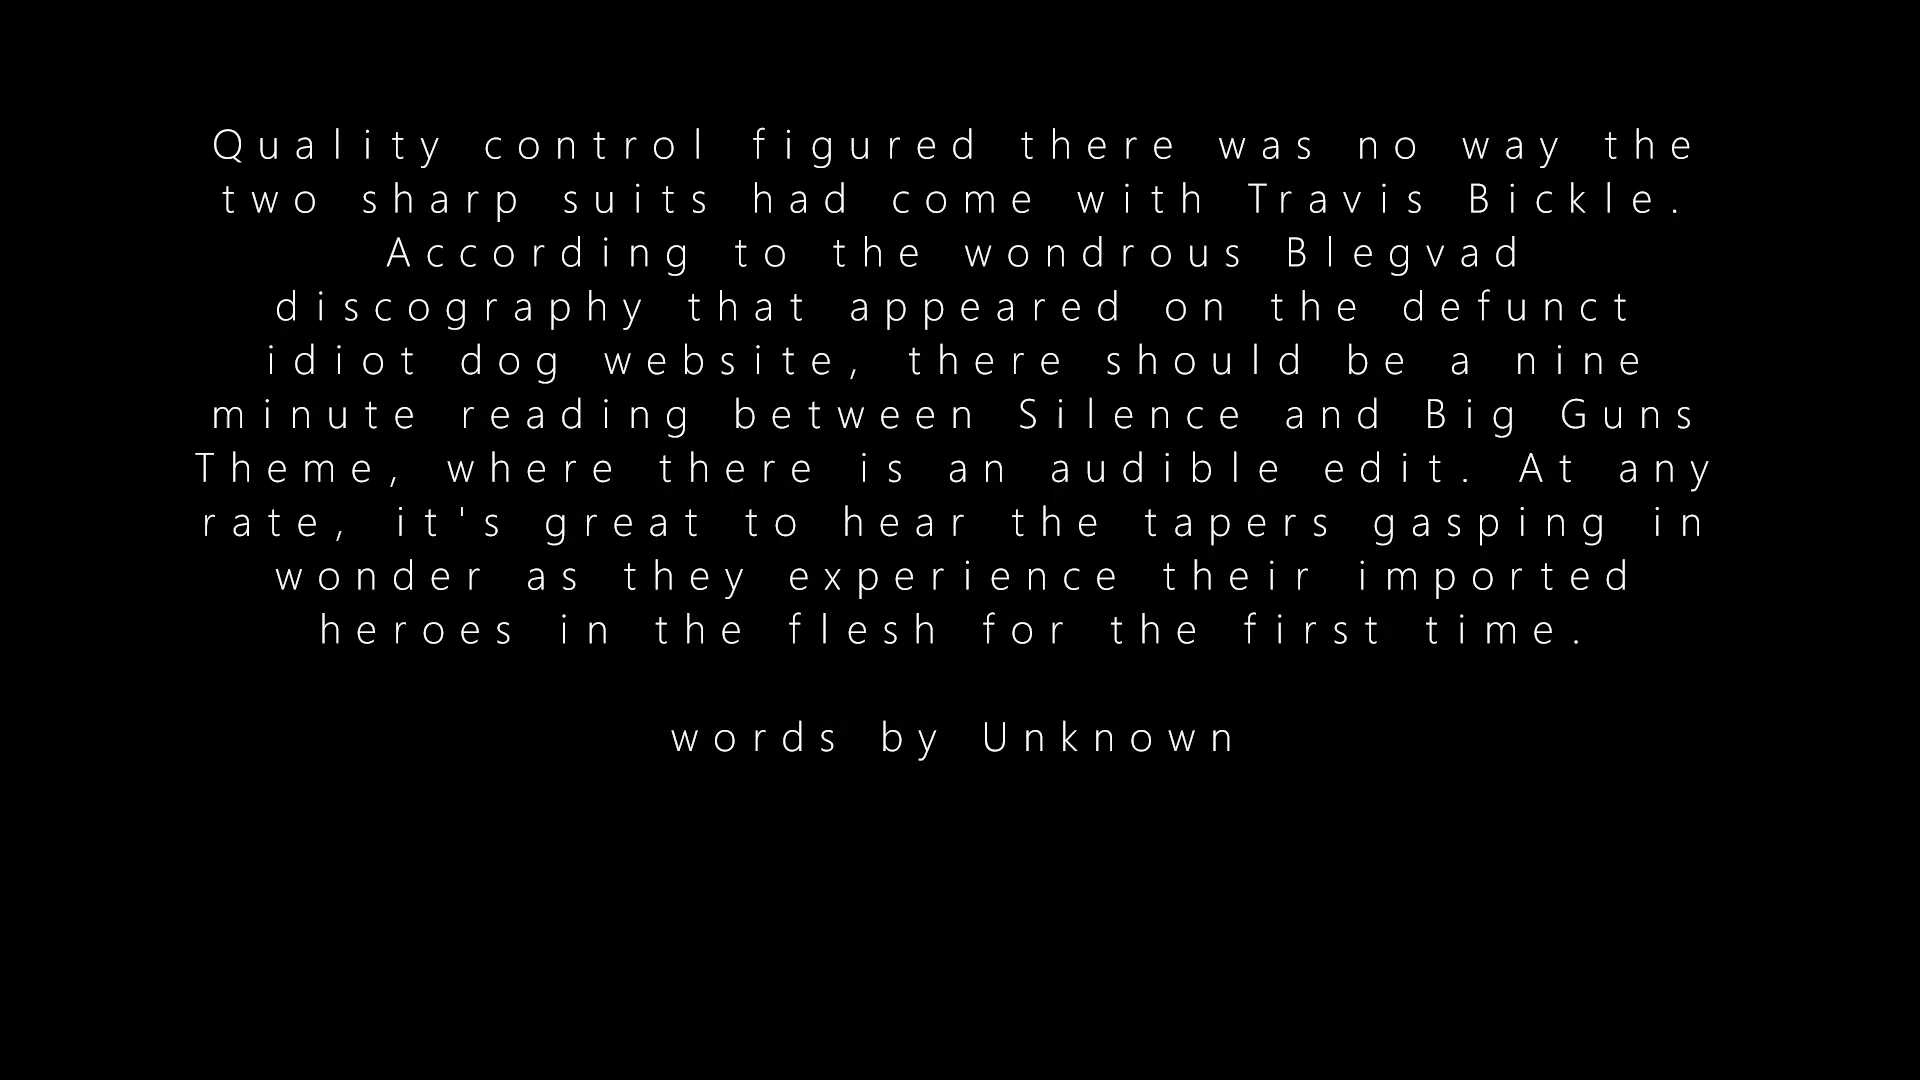 Quality control figured there was no way the
two sharp suits had come with Travis Bickle.
According to the wondrous Blegvad
discography that appeared on the defunct
idiot dog website, there should be a nine
minute reading between Silence and Big Guns
Theme, where there is an audible edit. At any
rate, it's great to hear the tapers gasping in
wonder as they experience their imported
heroes in the flesh for the first time.
words by Unknown